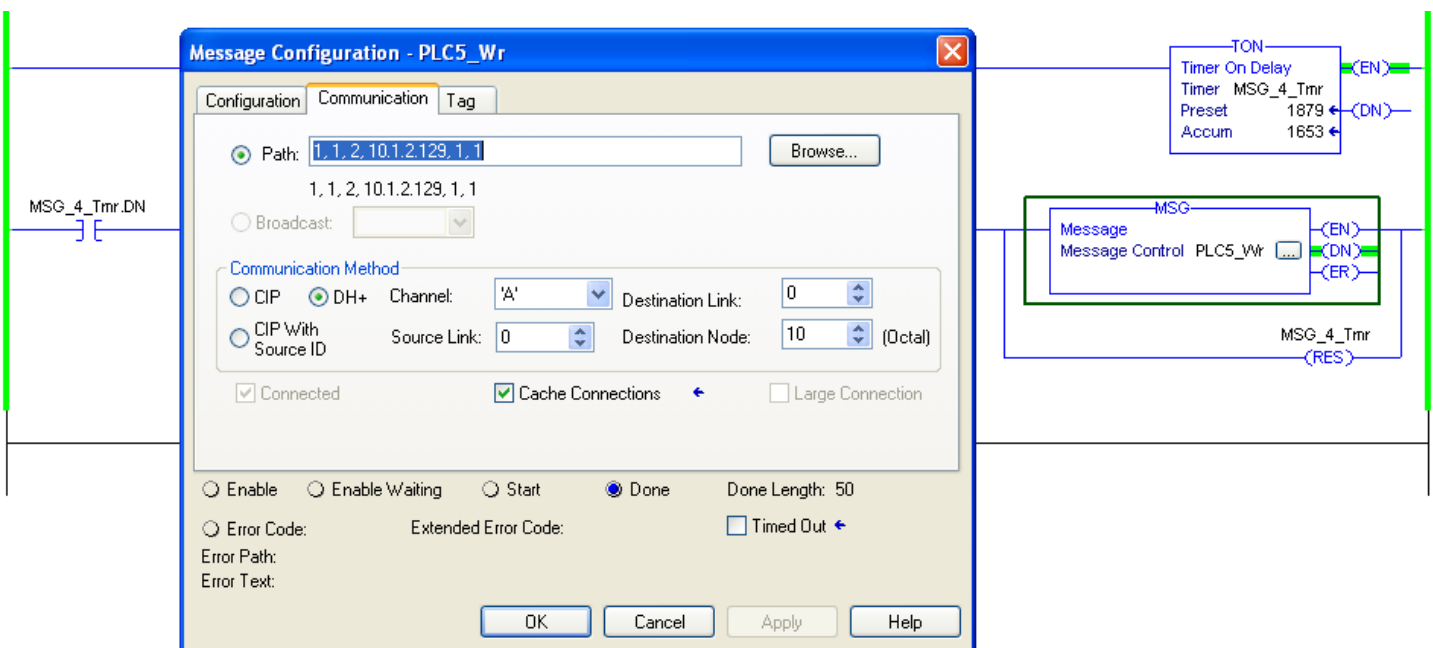 Message Configuration - PLC5_Wr
Configuration Communication Tag
Path: 1, 1, 2, 10.1.2.129, 1, 1 Browse...
1, 1, 2, 10.1.2.129, 1, 1
Broadcast:
Communication Method
CIP DH+ Channel: 'A' Destination Link: 0
CIP With
Source ID
Source Link: 0 Destination Node: 10 (Octal)
Connected Cache Connections Large Connection
Enable Enable Waiting Start Done Done Length: 50
Error Code: Extended Error Code: Timed Out
Error Path:
Error Text:
OK Cancel Apply Help
MSG_4_Tmr.DN
TON
Timer On Delay (EN)
Timer MSG_4_Tmr
Preset 1879 (DN)
Accum 1653
MSG
Message (EN)
Message Control PLC5_Wr ... (DN)
(ER)
MSG_4_Tmr
(RES)